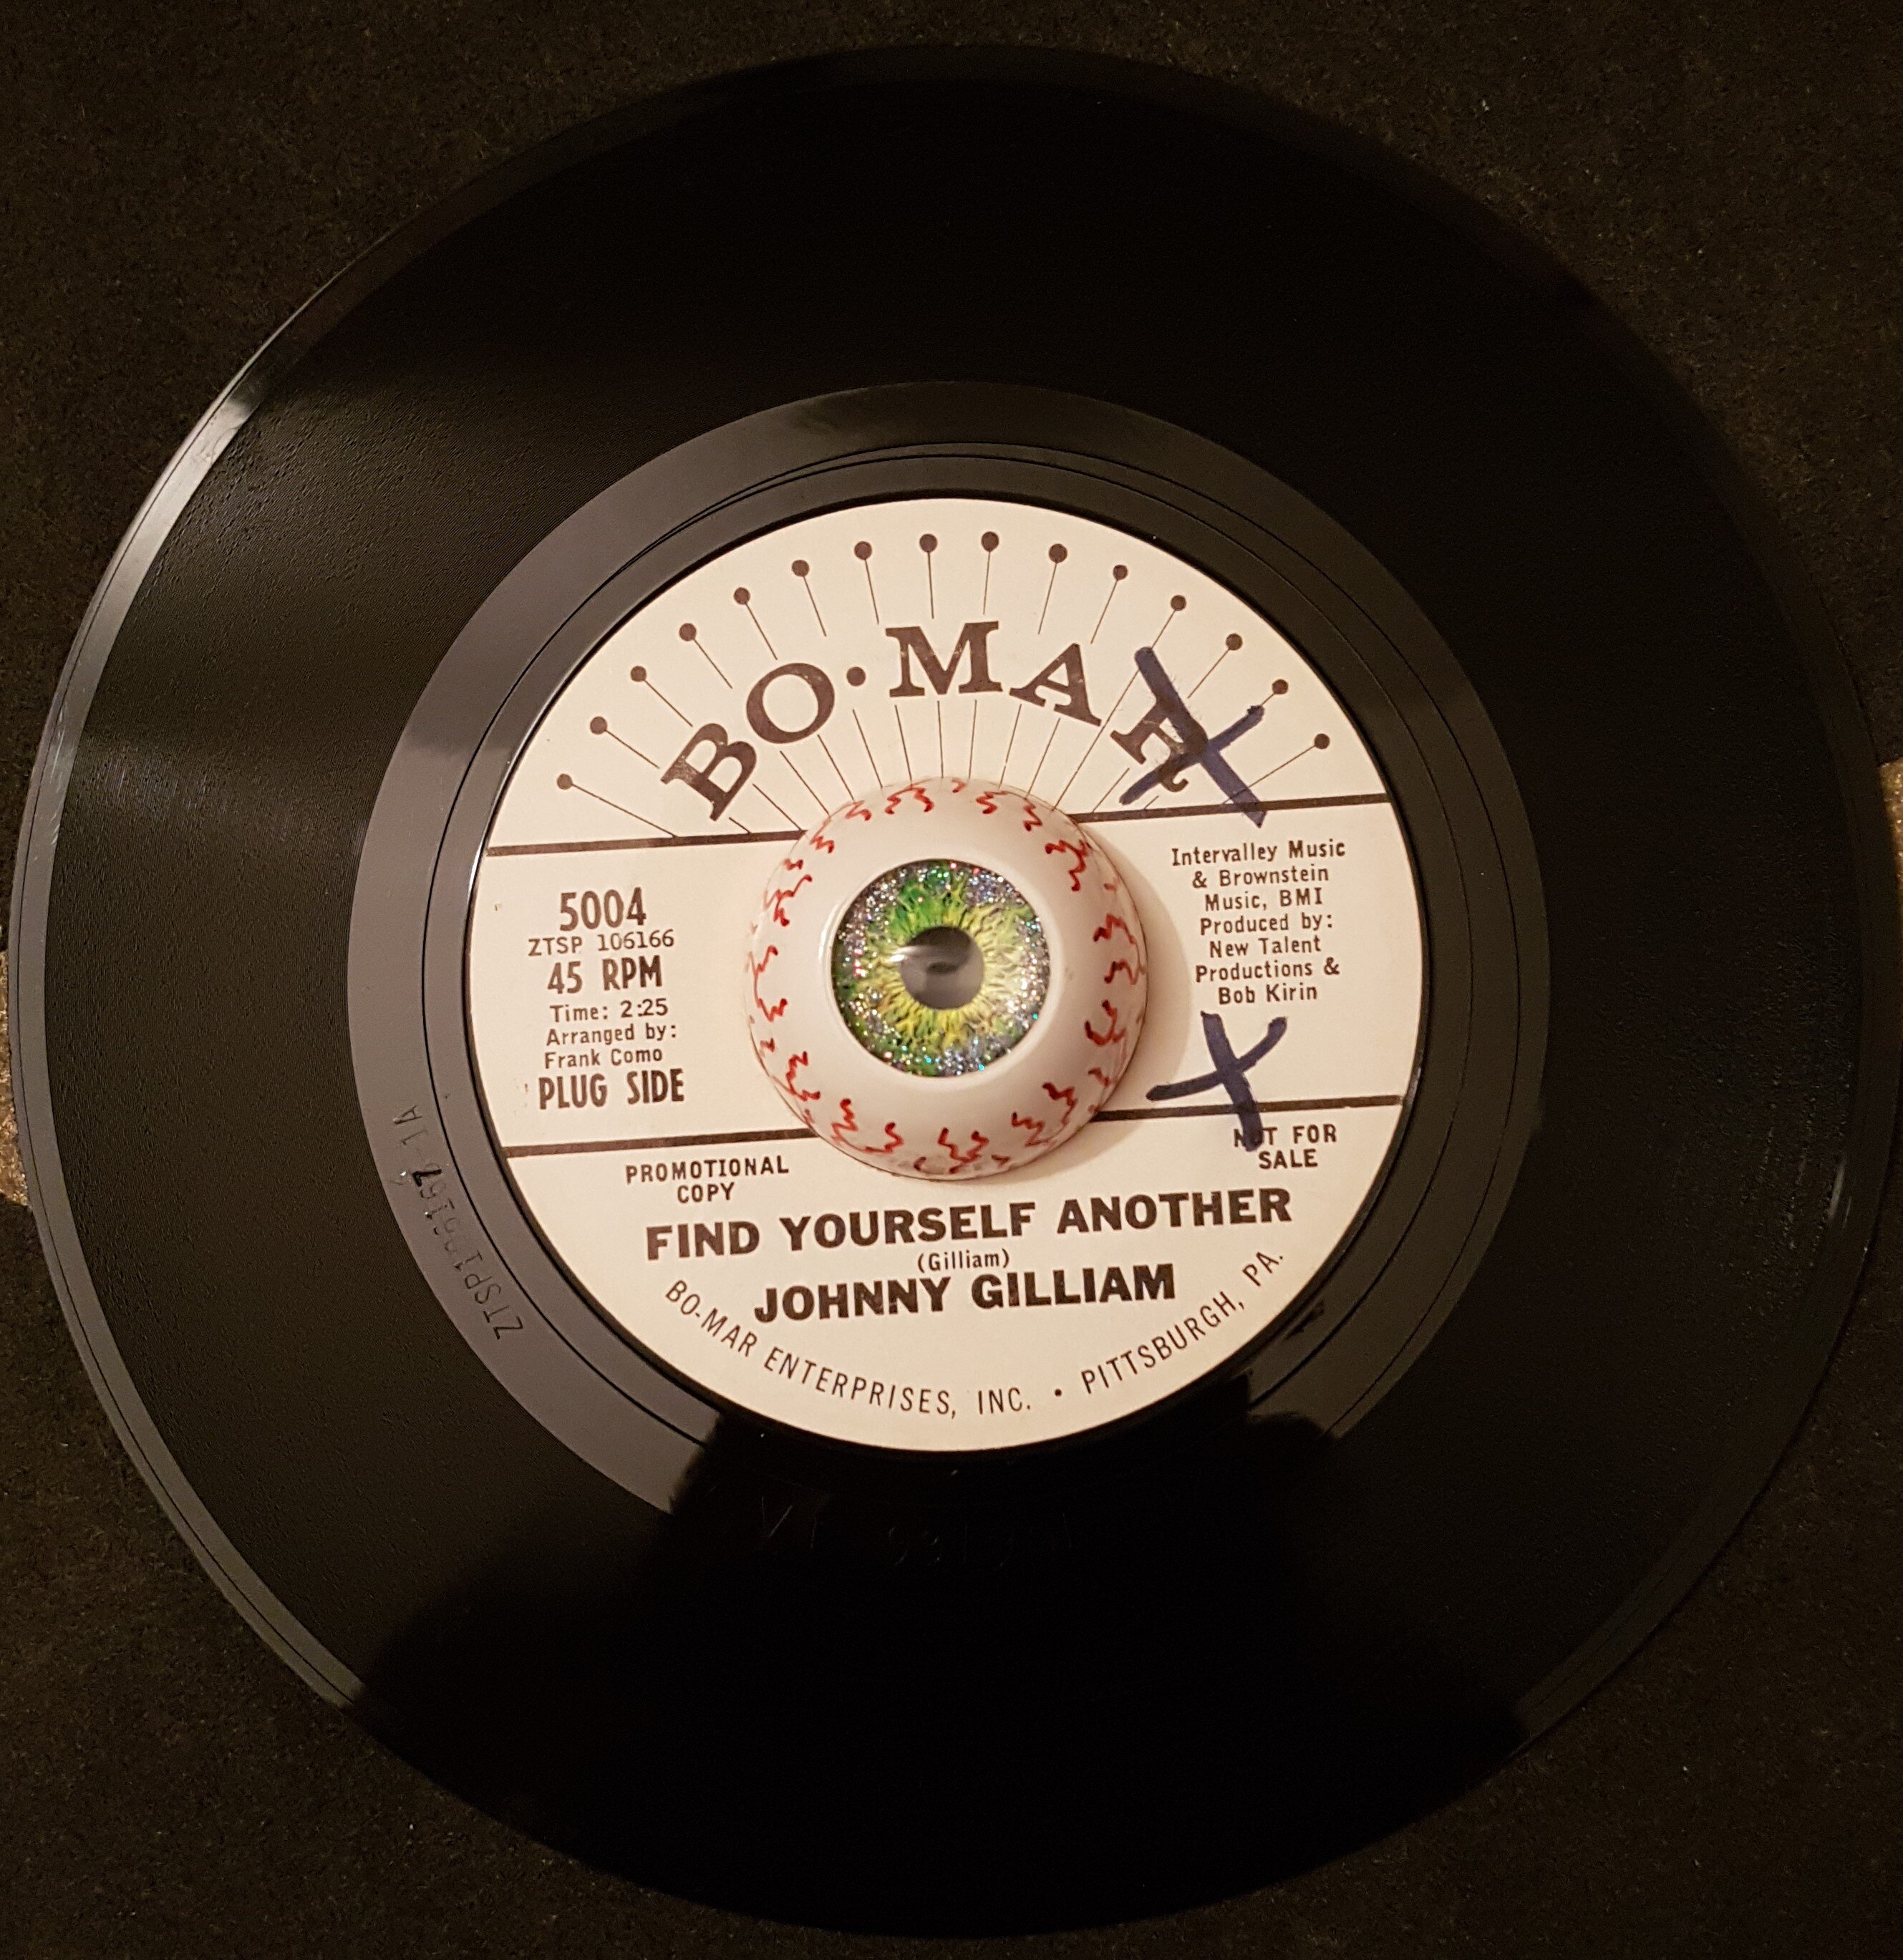 BO·MAR
5004
ZTSP 106166
45 RPM
Time: 2:25
Arranged by:
Frank Como
PLUG SIDE
Intervalley Music
& Brownstein
Music, BMI
Produced by:
New Talent
Productions &
Bob Kirin
PROMOTIONAL
COPY
NOT FOR
SALE
FIND YOURSELF ANOTHER
(Gilliam)
JOHNNY GILLIAM
BO-MAR ENTERPRISES, INC. • PITTSBURGH, PA.